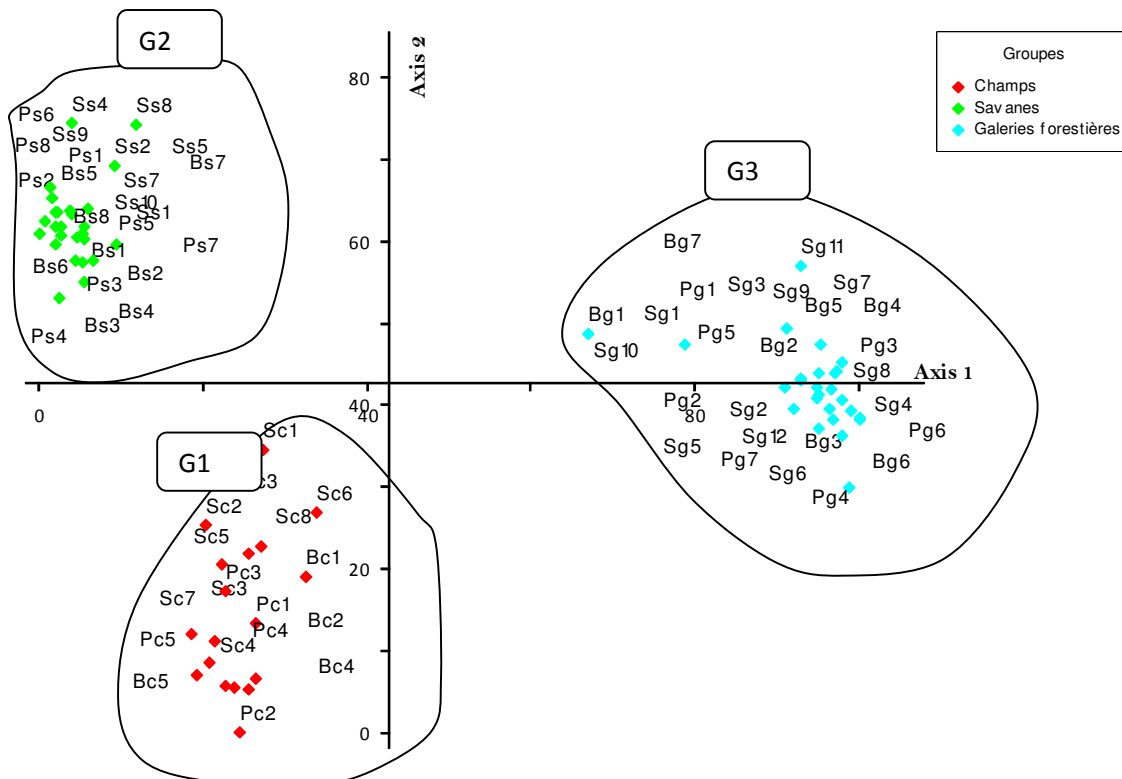 G2
Axis 2
Groupes
Champs
Savanes
Galeries forestières
80
Ps6 Ss4 Ss8
Ps8 Ss9 Ps1 Ss2 Ss5
Bs7
Ps2 Bs5 Ss7
Ss10 Ss1
Bs8 Ps5
Bs1 Ps7
Bs6 Ps3 Bs2
Ps4 Bs3 Bs4
60
G3
Bg7 Sg11
Pg1 Sg3 Sg9 Sg7
Bg1 Sg1 Bg5 Bg4
Sg10 Pg5 Bg2 Pg3
Sg8 Axis 1
0 40 80
40
Pg2 Sg2 Sg4
Sg5 Sg12 Bg3 Pg6
Pg7 Sg6 Bg6
Pg4
G1
Sc1
Sc2 Sc6
Sc5 Sc8
Pc3 Bc1
20
Sc7 Sc3
Pc1
Pc5 Sc4 Pc4 Bc2
Bc5 Bc4
Pc2
0